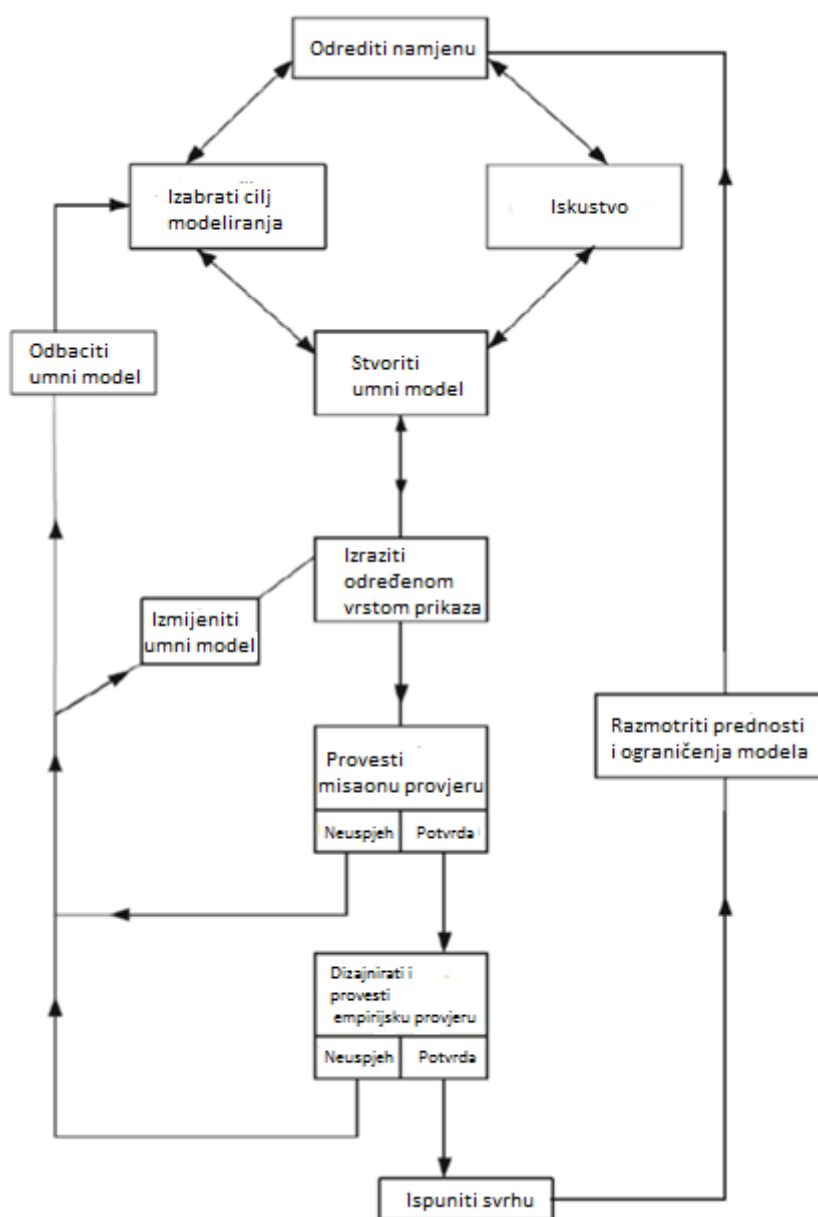 Odrediti namjenu
Izabrati cilj
modeliranja
Iskustvo
Odbaciti
umni model
Stvoriti
umni model
Izraziti
određenom
vrstom prikaza
Izmijeniti
umni model
Razmotriti prednosti
i ograničenja modela
Provesti
misaonu provjeru
Neuspjeh
Potvrda
Dizajnirati i
provesti
empirijsku provjeru
Neuspjeh
Potvrda
Ispuniti svrhu